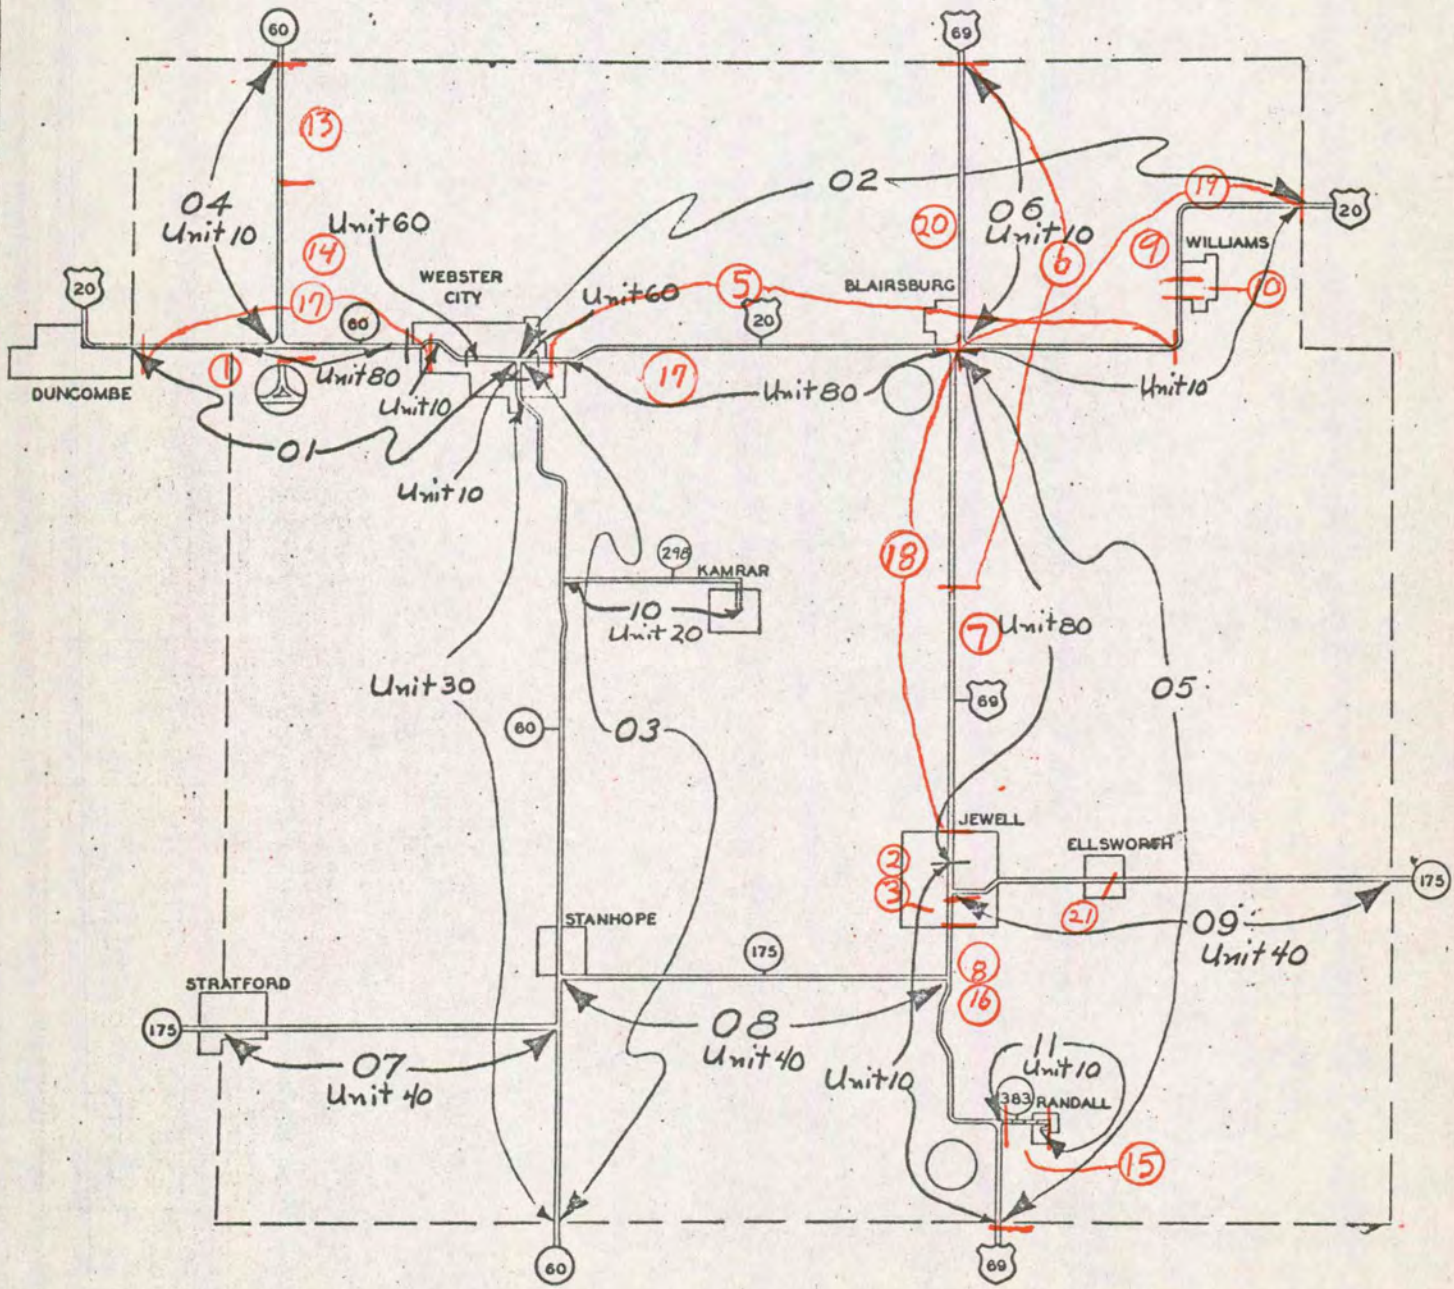 60
69
13
02
19
04
Unit 10
Unit 60
20
06
Unit 10
9
20
WILLIAMS
14
WEBSTER
CITY
6
20
17
Unit 60
5
BLAIRSBURG
10
60
20
DUNCOMBE
1
Unit 80
Unit 10
17
Unit 80
Unit 10
01
Unit 10
18
298
KAMRAR
10
Unit 20
7
Unit 80
Unit 30
05
69
60
03
JEWELL
ELLSWORTH
2
175
3
21
09
Unit 40
STANHOPE
175
8
16
STRATFORD
175
08
Unit 40
07
Unit 40
Unit 10
11
Unit 10
383
RANDALL
15
60
69